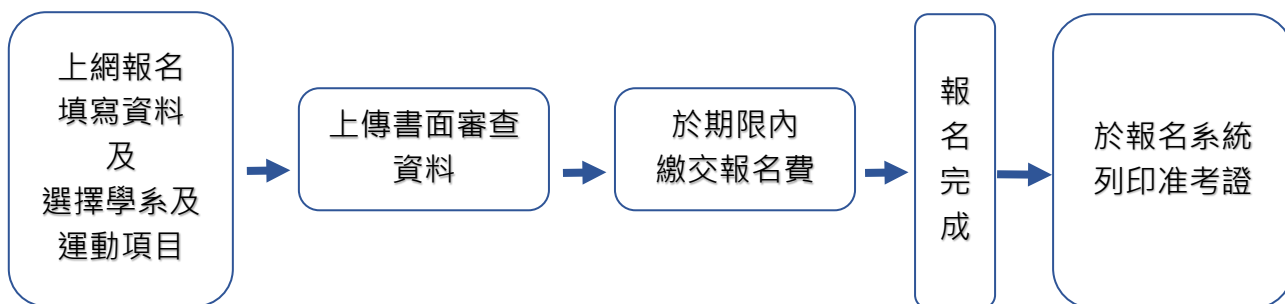 上網報名
填寫資料
及
選擇學系及
運動項目
上傳書面審查
資料
於期限內
繳交報名費
報
名
完
成
於報名系統
列印准考證